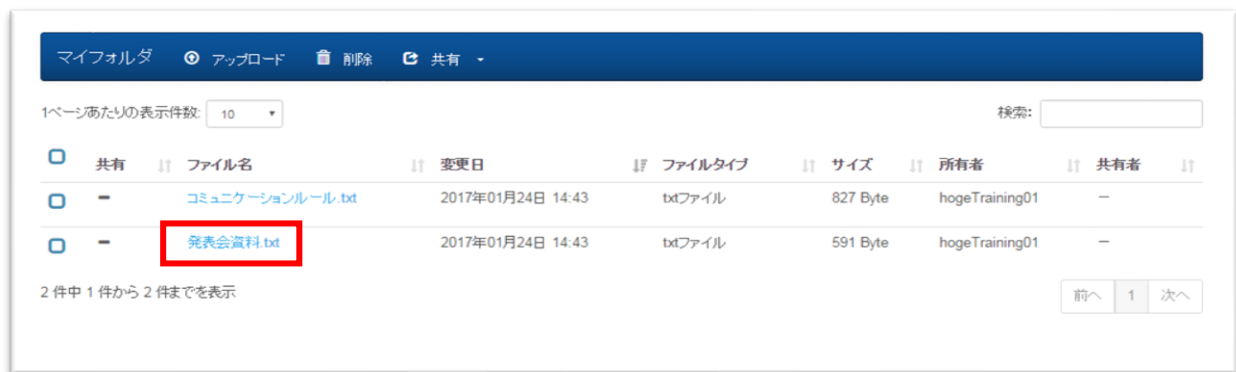 マイフォルダ アップロード 削除 共有
1ページあたりの表示件数: 10 検索:
共有 ファイル名 変更日 ファイルタイプ サイズ 所有者 共有者
コミュニケーションルール.txt 2017年01月24日 14:43 txtファイル 827 Byte hogeTraining01 ー
発表会資料.txt 2017年01月24日 14:43 txtファイル 591 Byte hogeTraining01 ー
2 件中 1 件から 2 件までを表示 前へ 1 次へ